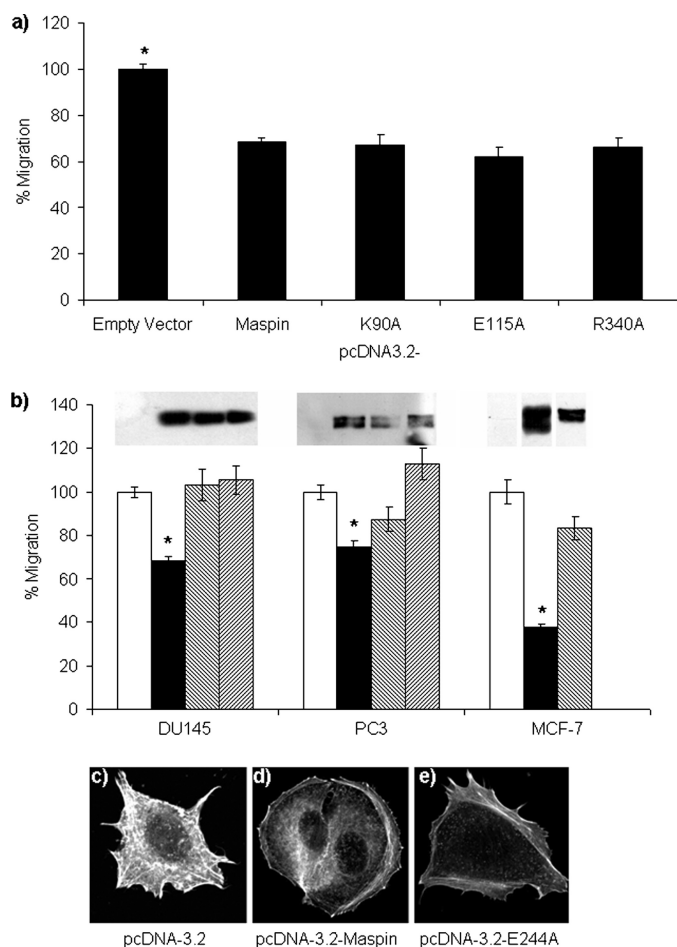 a)
120
100
80
60
40
20
0
% Migration
*
Empty Vector Maspin K90A E115A R340A
pcDNA3.2-
b)
140
120
100
80
60
40
20
0
% Migration
* * *
DU145 PC3 MCF-7
c) d) e)
pcDNA-3.2 pcDNA-3.2-Maspin pcDNA-3.2-E244A